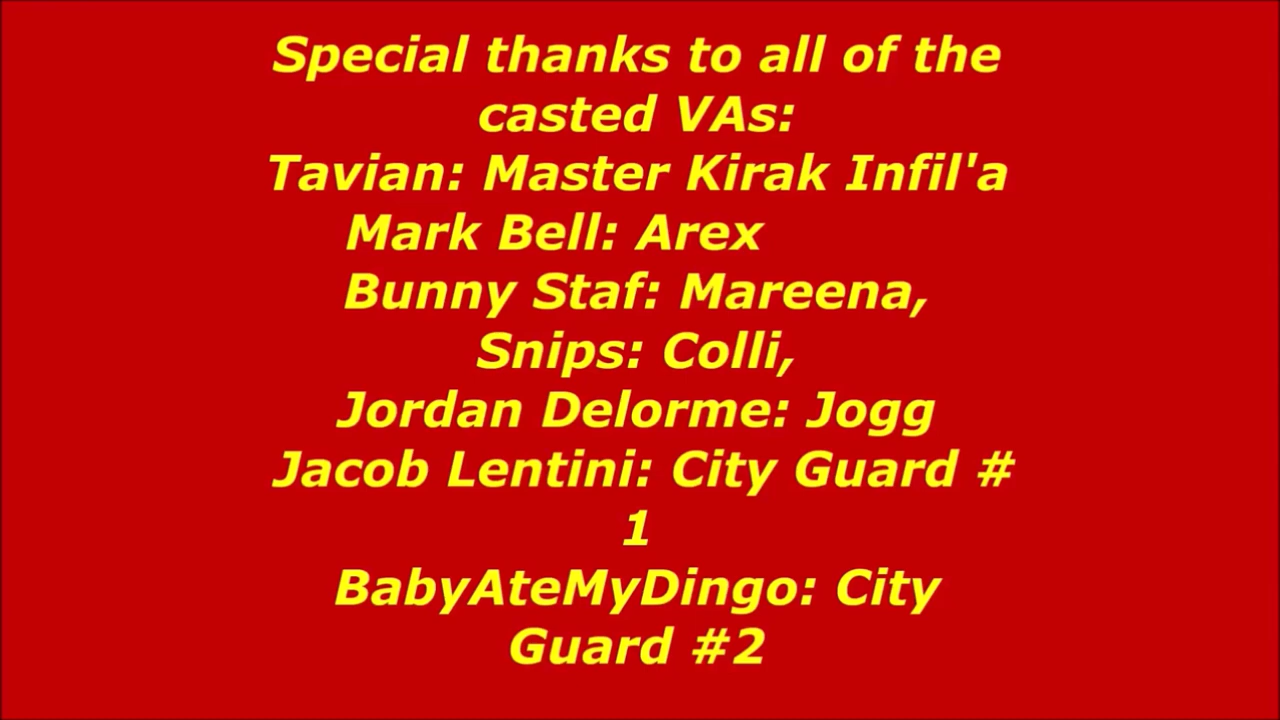 Special thanks to all of the
casted VAs:
Tavian: Master Kirak Infil'a
Mark Bell: Arex
Bunny Staf: Mareena,
Snips: Colli,
Jordan Delorme: Jogg
Jacob Lentini: City Guard #
1
BabyAteMyDingo: City
Guard #2